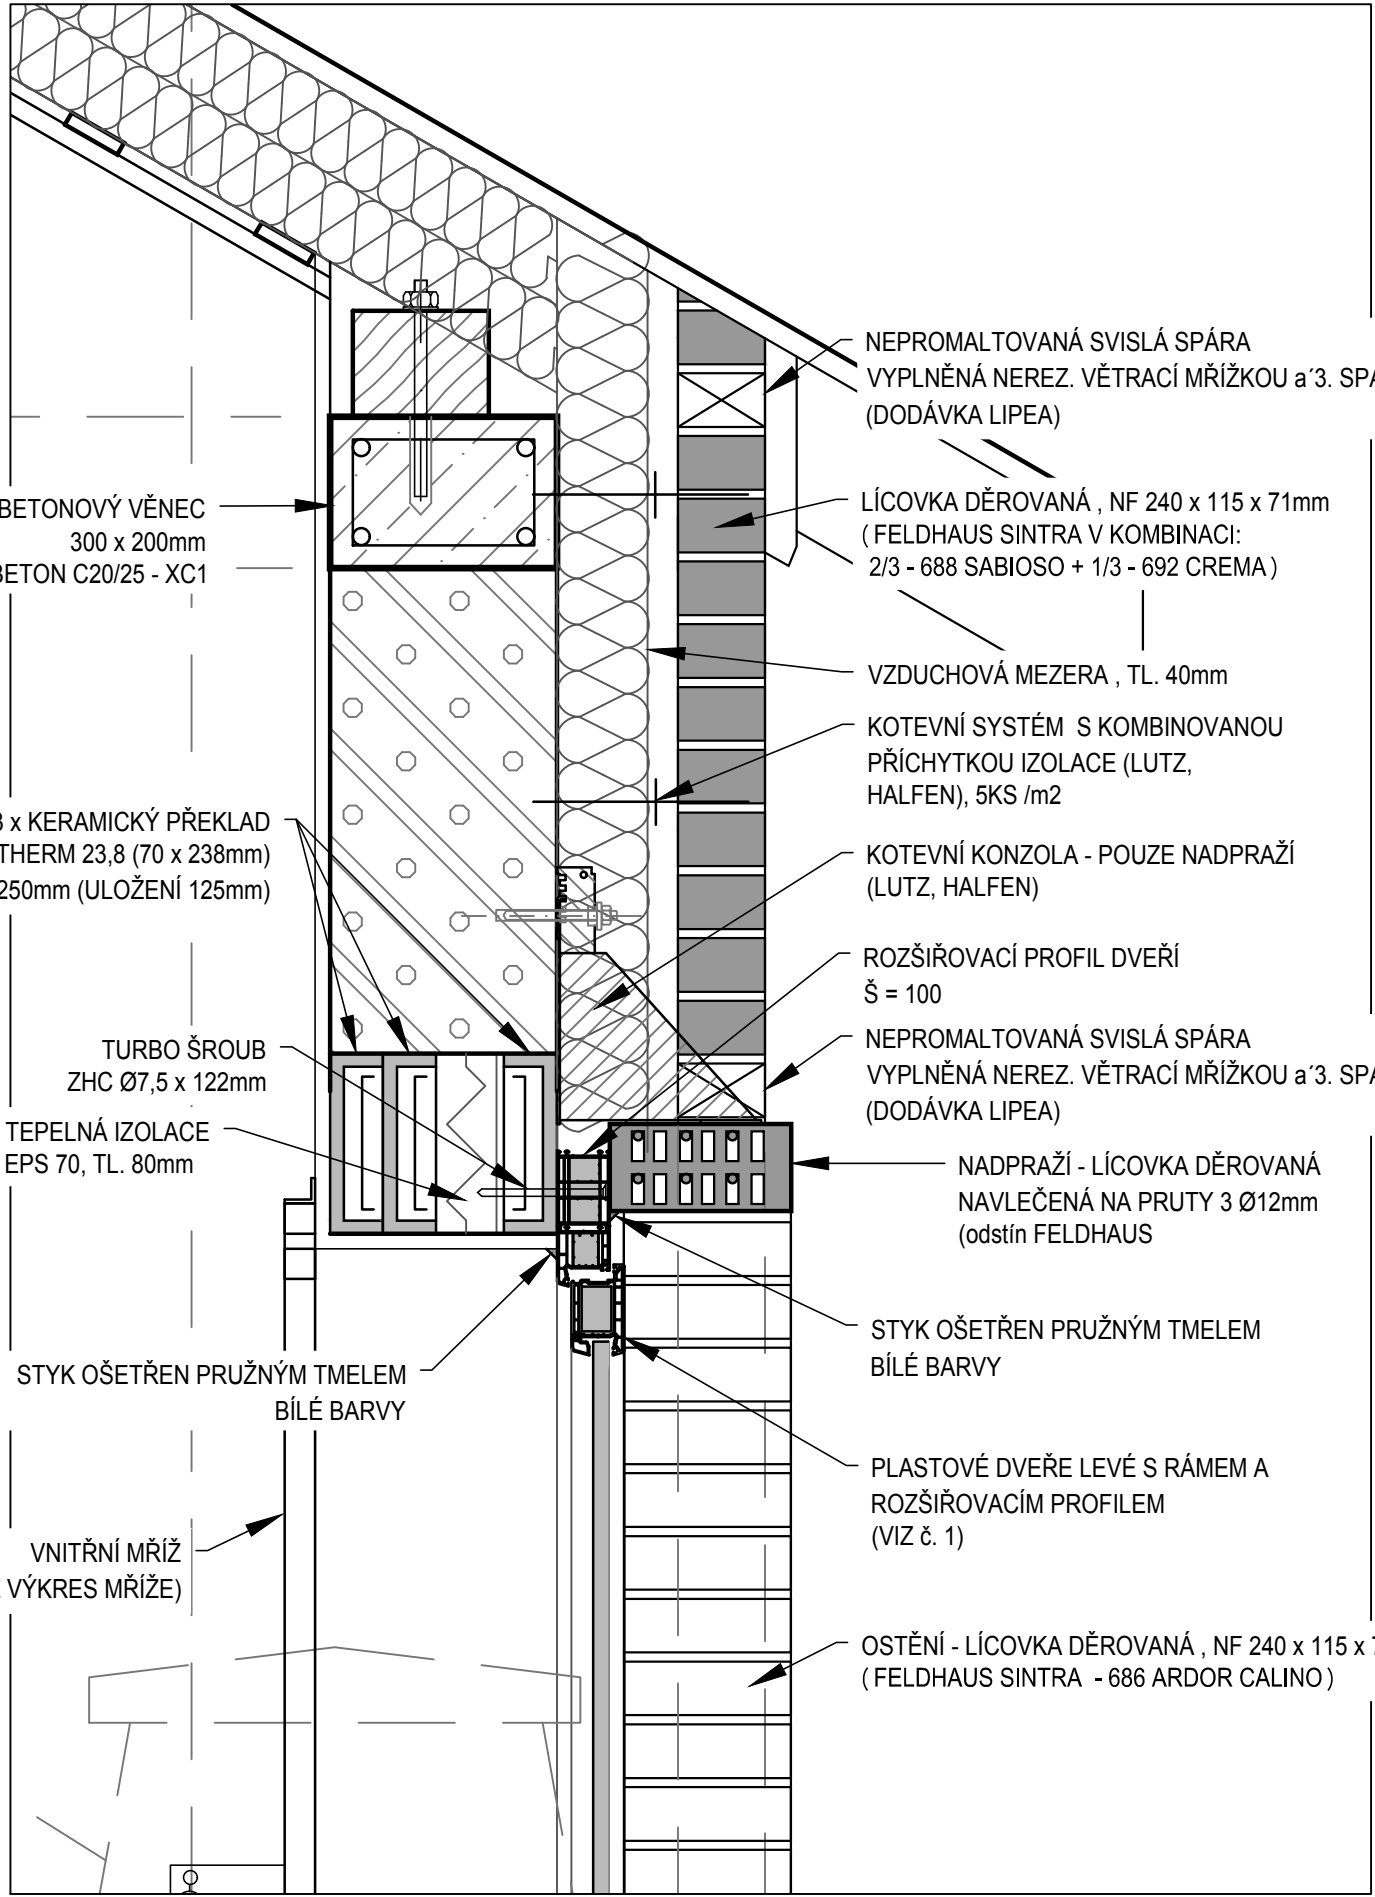 NEPROMALTOVANÁ SVISLÁ SPÁRA
VYPLNĚNÁ NEREZ. VĚTRACÍ MŘÍŽKOU a´3. SPÁ
(DODÁVKA LIPEA)
LÍCOVKA DĚROVANÁ , NF 240 x 115 x 71mm
( FELDHAUS SINTRA V KOMBINACI:
2/3 - 688 SABIOSO + 1/3 - 692 CREMA )
VZDUCHOVÁ MEZERA , TL. 40mm
KOTEVNÍ SYSTÉM S KOMBINOVANOU
PŘÍCHYTKOU IZOLACE (LUTZ,
HALFEN), 5KS /m2
KOTEVNÍ KONZOLA - POUZE NADPRAŽÍ
(LUTZ, HALFEN)
ROZŠIŘOVACÍ PROFIL DVEŘÍ
Š = 100
NEPROMALTOVANÁ SVISLÁ SPÁRA
VYPLNĚNÁ NEREZ. VĚTRACÍ MŘÍŽKOU a´3. SPÁ
(DODÁVKA LIPEA)
NADPRAŽÍ - LÍCOVKA DĚROVANÁ
NAVLEČENÁ NA PRUTY 3 Ø12mm
(odstín FELDHAUS
STYK OŠETŘEN PRUŽNÝM TMELEM
BÍLÉ BARVY
PLASTOVÉ DVEŘE LEVÉ S RÁMEM A
ROZŠIŘOVACÍM PROFILEM
(VIZ č. 1)
OSTĚNÍ - LÍCOVKA DĚROVANÁ , NF 240 x 115 x 7
( FELDHAUS SINTRA - 686 ARDOR CALINO )
BETONOVÝ VĚNEC
300 x 200mm
BETON C20/25 - XC1
3 x KERAMICKÝ PŘEKLAD
THERM 23,8 (70 x 238mm)
250mm (ULOŽENÍ 125mm)
TURBO ŠROUB
ZHC Ø7,5 x 122mm
TEPELNÁ IZOLACE
EPS 70, TL. 80mm
STYK OŠETŘEN PRUŽNÝM TMELEM
BÍLÉ BARVY
VNITŘNÍ MŘÍŽ
VÝKRES MŘÍŽE)